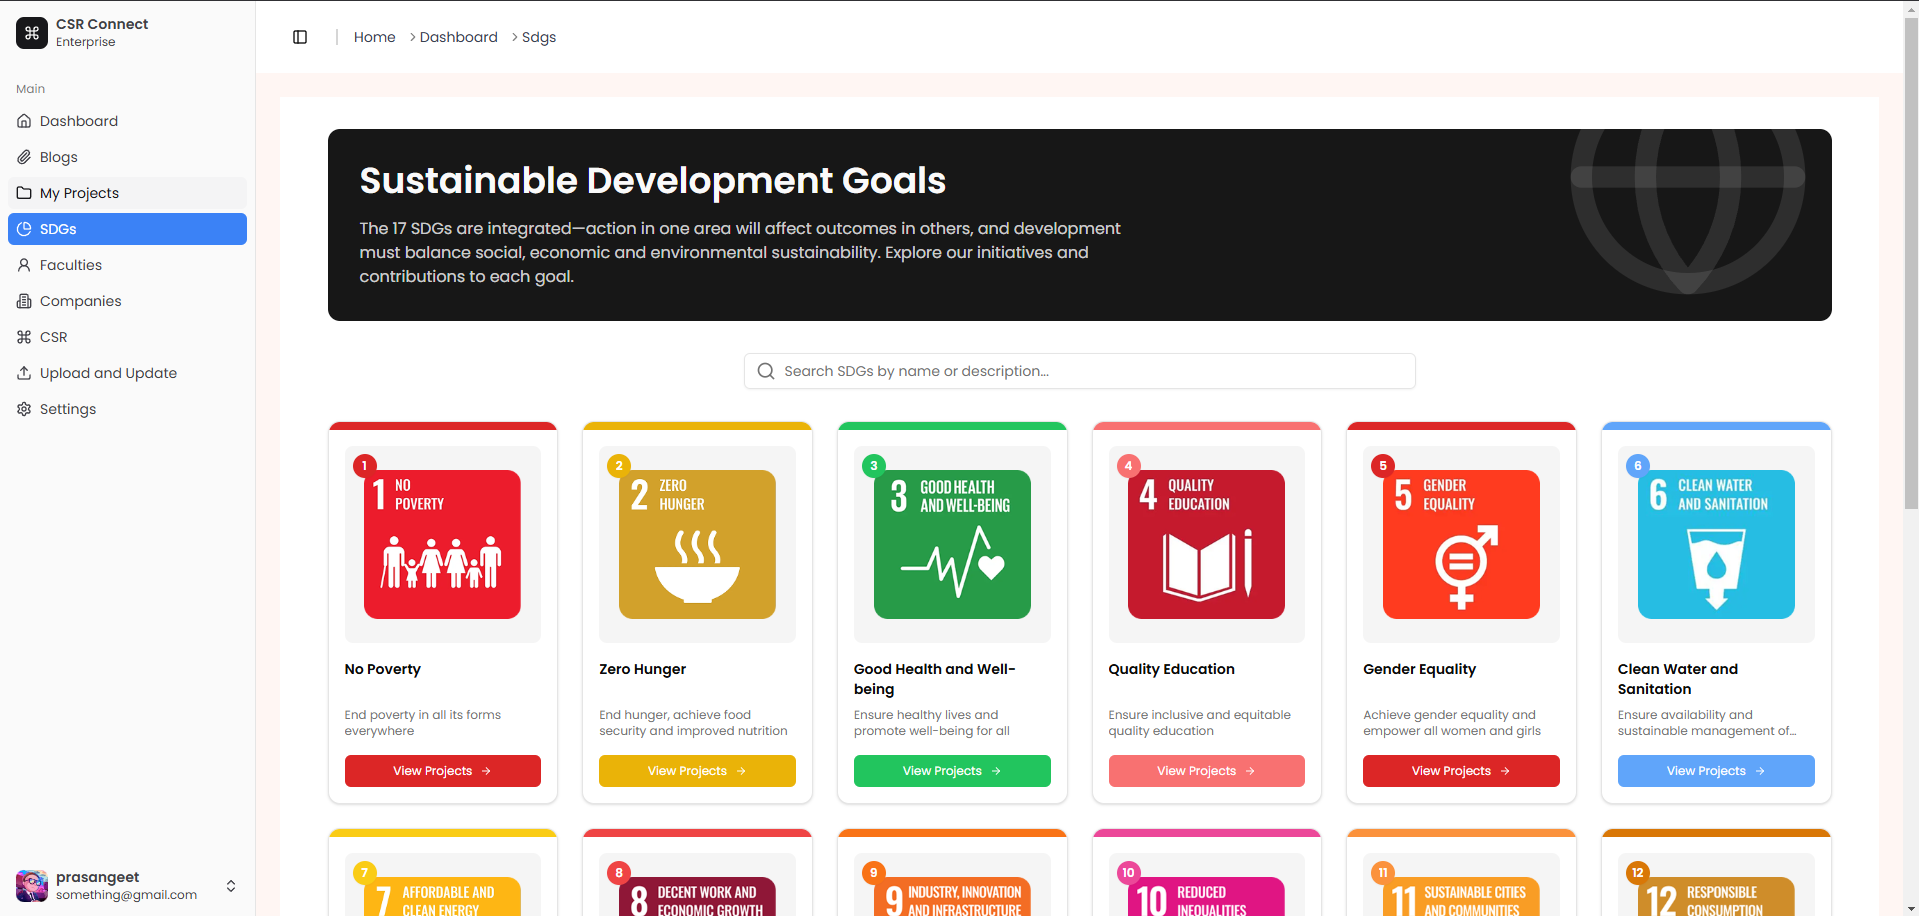 CSR Connect
Enterprise
Main
Dashboard
Blogs
My Projects
SDGs
Faculties
Companies
CSR
Upload and Update
Settings
prasangeet
something@gmail.com
Home > Dashboard > Sdgs
Sustainable Development Goals
The 17 SDGs are integrated—action in one area will affect outcomes in others, and development
must balance social, economic and environmental sustainability. Explore our initiatives and
contributions to each goal.
Search SDGs by name or description...
1
1 NO
POVERTY
No Poverty
End poverty in all its forms
everywhere
View Projects →
2
2 ZERO
HUNGER
Zero Hunger
End hunger, achieve food
security and improved nutrition
View Projects →
3
3 GOOD HEALTH
AND WELL-BEING
Good Health and Well-
being
Ensure healthy lives and
promote well-being for all
View Projects →
4
4 QUALITY
EDUCATION
Quality Education
Ensure inclusive and equitable
quality education
View Projects →
5
5 GENDER
EQUALITY
Gender Equality
Achieve gender equality and
empower all women and girls
View Projects →
6
6 CLEAN WATER
AND SANITATION
Clean Water and
Sanitation
Ensure availability and
sustainable management of...
View Projects →
7
7 AFFORDABLE AND
CLEAN ENERGY
8
8 DECENT WORK AND
ECONOMIC GROWTH
9
9 INDUSTRY, INNOVATION
AND INFRASTRUCTURE
10
10 REDUCED
INEQUALITIES
11
11 SUSTAINABLE CITIES
AND COMMUNITIES
12
12 RESPONSIBLE
CONSUMPTION